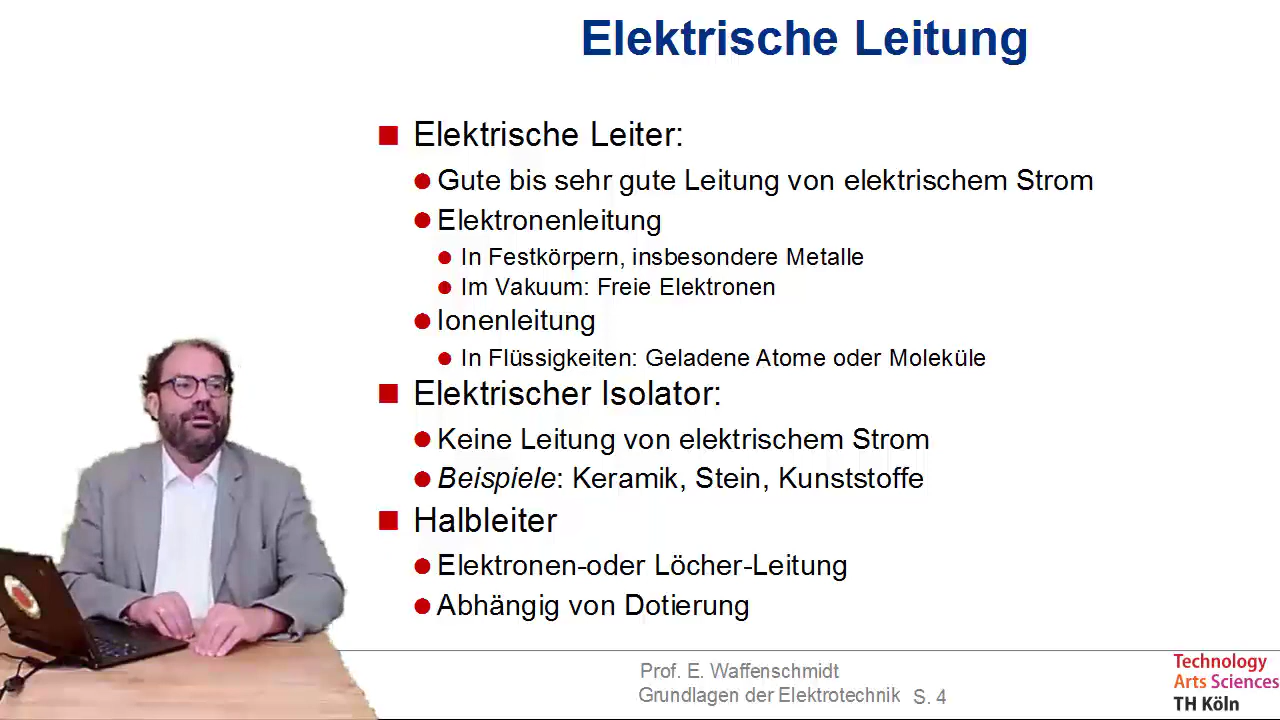 Elektrische Leitung
Elektrische Leiter:
Gute bis sehr gute Leitung von elektrischem Strom
Elektronenleitung
In Festkörpern, insbesondere Metalle
Im Vakuum: Freie Elektronen
Ionenleitung
In Flüssigkeiten: Geladene Atome oder Moleküle
Elektrischer Isolator:
Keine Leitung von elektrischem Strom
Beispiele: Keramik, Stein, Kunststoffe
Halbleiter
Elektronen-oder Löcher-Leitung
Abhängig von Dotierung
Prof. E. Waffenschmidt
Grundlagen der Elektrotechnik S. 4
Technology
Arts Sciences
TH Köln